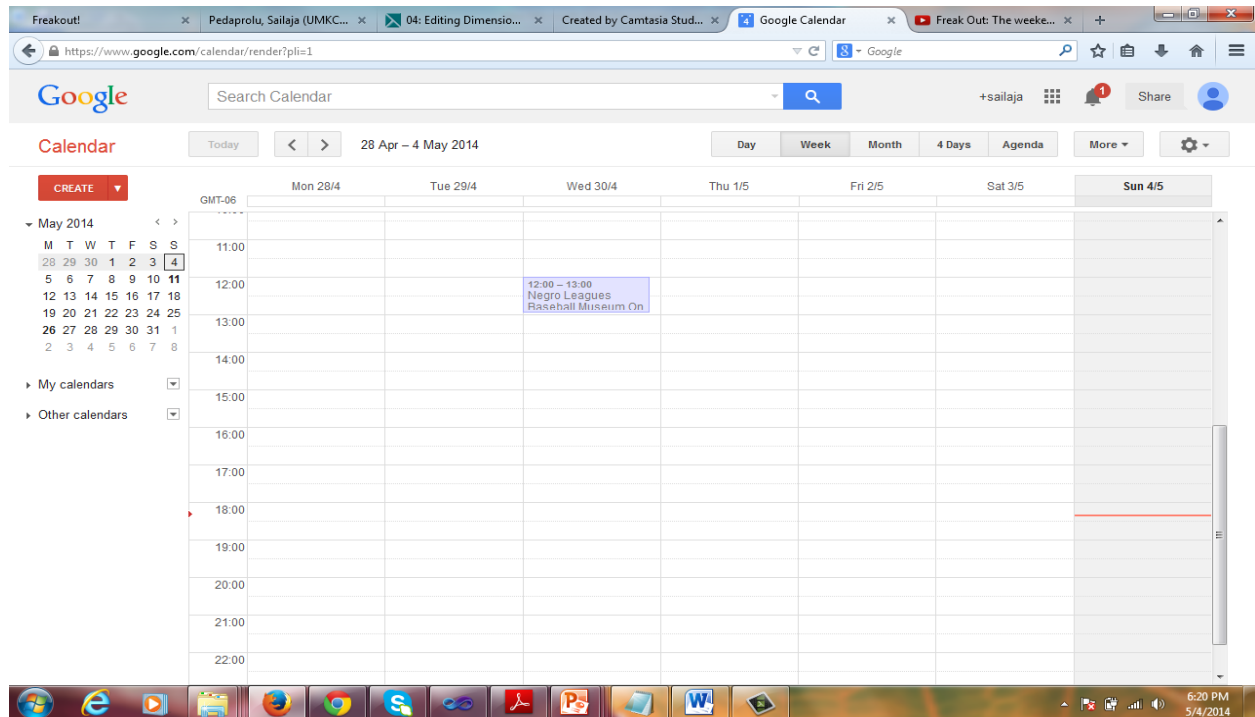 Freakout!
Pedaprolu, Sailaja (UMKC...
04: Editing Dimensio...
Created by Camtasia Stud...
4
Google Calendar
Freak Out: The weeke...
https://www.google.com/calendar/render?pli=1
8
Google
Google
Search Calendar
+sailaja
1
Share
Calendar
Today
28 Apr – 4 May 2014
Day
Week
Month
4 Days
Agenda
More
CREATE
GMT-06
Mon 28/4
Tue 29/4
Wed 30/4
Thu 1/5
Fri 2/5
Sat 3/5
Sun 4/5
May 2014
M T W T F S S
28 29 30 1 2 3 4
5 6 7 8 9 10 11
12 13 14 15 16 17 18
19 20 21 22 23 24 25
26 27 28 29 30 31 1
2 3 4 5 6 7 8
My calendars
Other calendars
11:00
12:00
12:00 – 13:00
Negro Leagues
Baseball Museum On
13:00
14:00
15:00
16:00
17:00
18:00
19:00
20:00
21:00
22:00
6:20 PM
5/4/2014